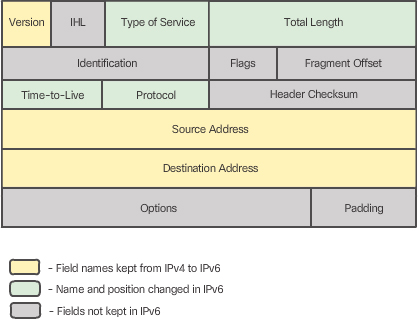 Version IHL Type of Service Total Length
Identification Flags Fragment Offset
Time-to-Live Protocol Header Checksum
Source Address
Destination Address
Options Padding
- Field names kept from IPv4 to IPv6
- Name and position changed in IPv6
- Fields not kept in IPv6